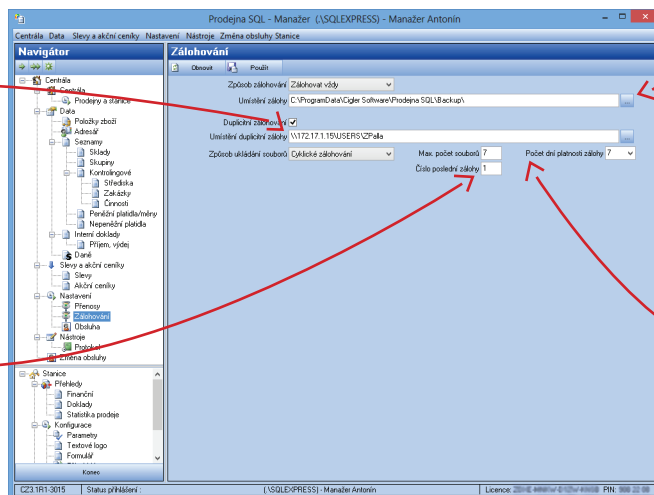 Prodejna SQL - Manažer (.\SQLEXPRESS) - Manažer Antonín
Centrála Data Slevy a akční ceníky Nastavení Nástroje Změna obsluhy Stanice
Navigátor
Centrála
Centrála
Prodejny a stanice
Data
Položky zboží
Adresář
Seznamy
Sklady
Skupiny
Kontrolingové
Střediska
Zakázky
Činnosti
Peněžní platidla/měny
Nepeněžní platidla
Interní doklady
Příjem, výdej
Daně
Slevy a akční ceníky
Slevy
Akční ceníky
Nastavení
Přenosy
Zálohování
Obsluha
Nástroje
Protokol
Změna obsluhy
Stanice
Přehledy
Finanční
Doklady
Statistika prodeje
Konfigurace
Parametry
Textové logo
Formulář
Konec
Zálohování
Obnovit Použít
Způsob zálohování Zálohovat vždy
Umístění zálohy C:\ProgramData\Cigler Software\Prodejna SQL\Backup\ ...
Duplicitní zálohování
Umístění duplicitní zálohy \\172.17.1.15\USERS\ZPalla ...
Způsob ukládání souborů Cyklické zálohování Max. počet souborů 7 Počet dní platnosti zálohy 7
Číslo poslední zálohy 1
CZ3.1R1-3015 Status přihlášení : (.\SQLEXPRESS) - Manažer Antonín Licence: PIN: